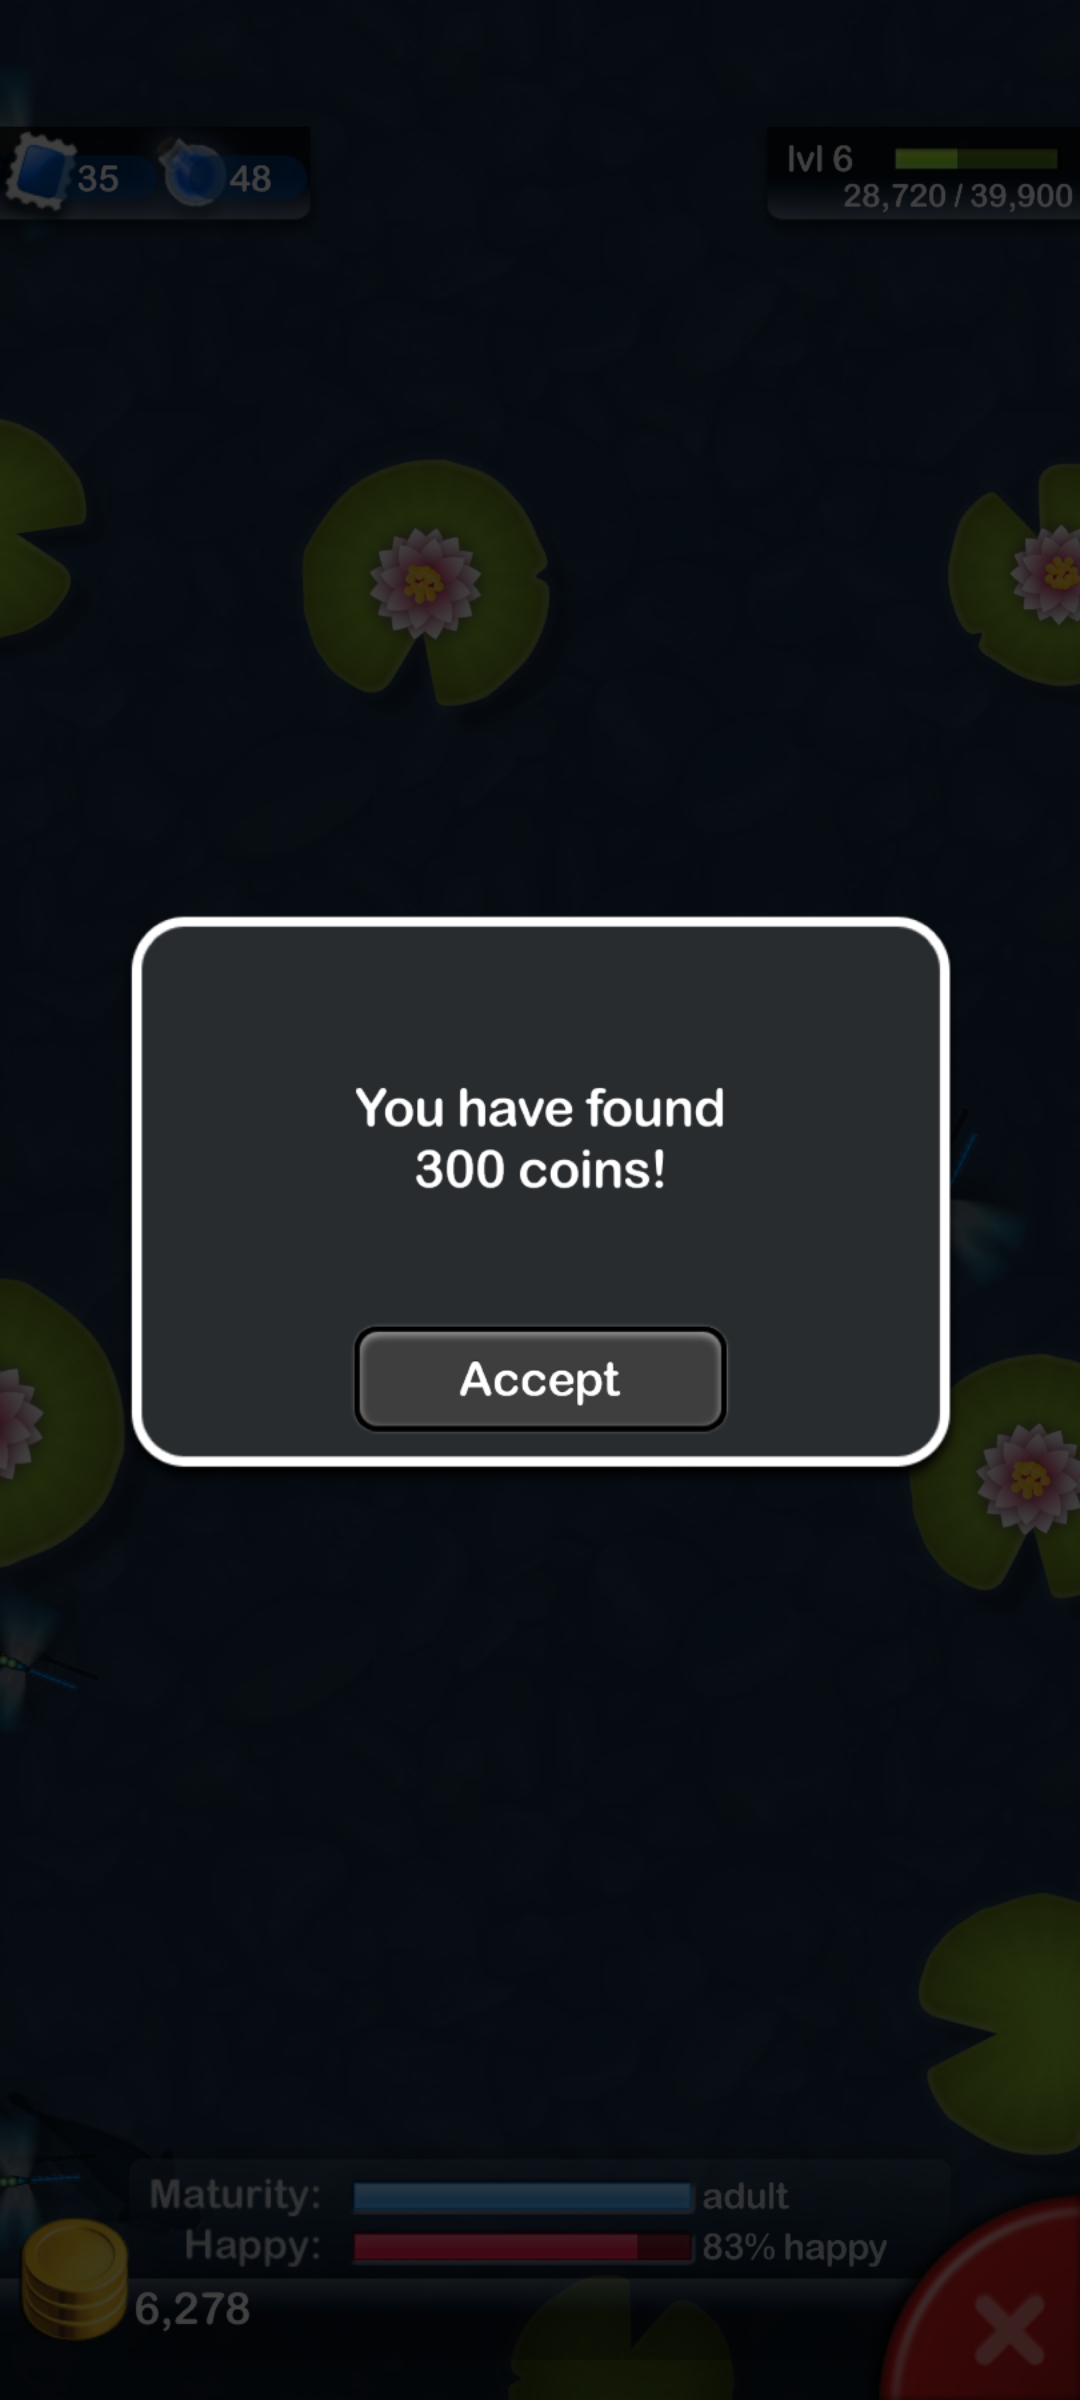 35 48 lvl 6
28,720 / 39,900
You have found
300 coins!
Accept
Maturity: adult
Happy: 83% happy
6,278